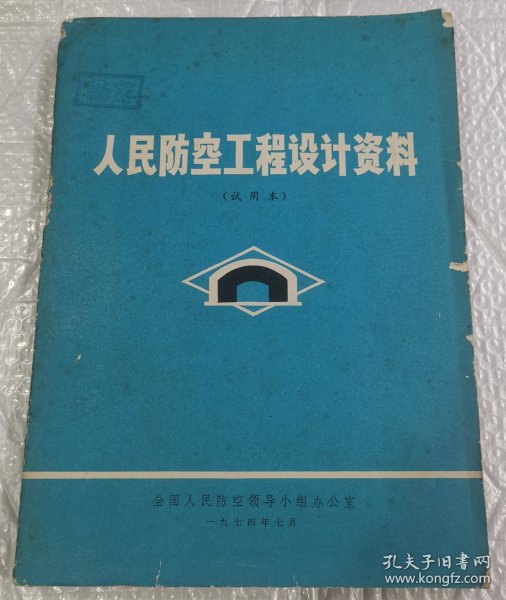 人民防空工程设计资料
(试用本)
全国人民防空领导小组办公室
一九七四年七月
孔夫子旧书网
www.kongfz.com